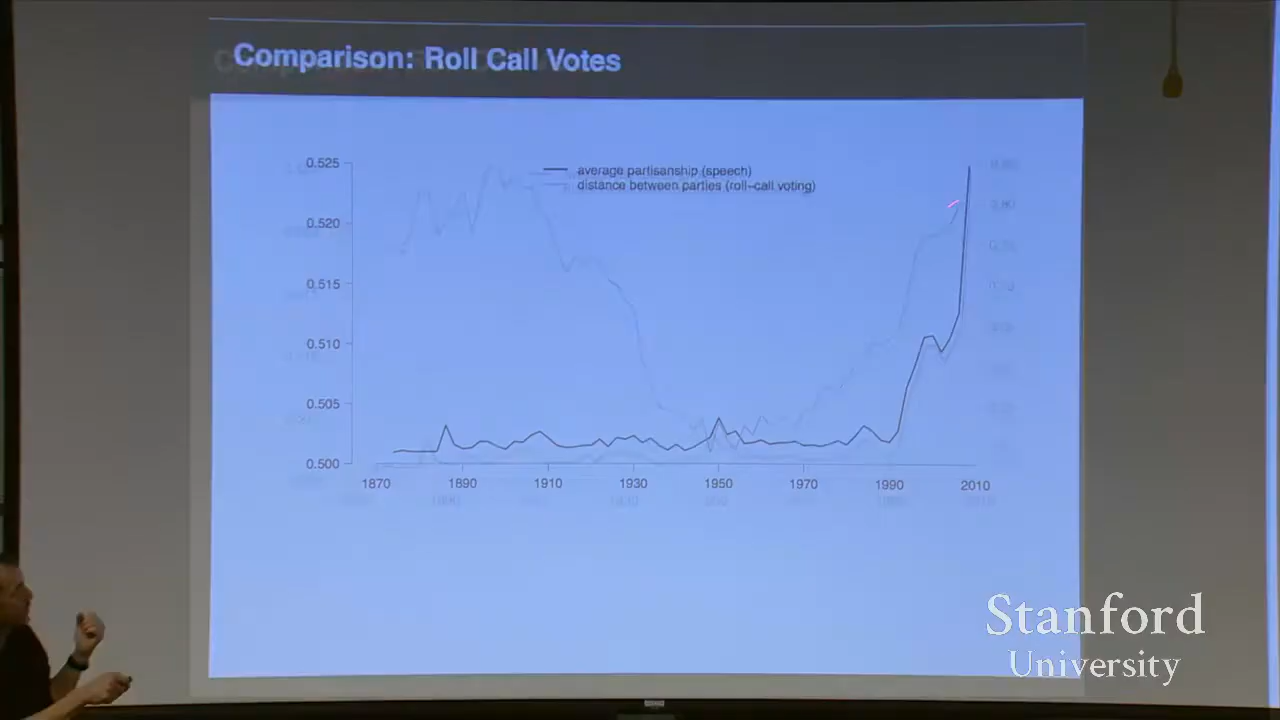 Comparison: Roll Call Votes
average partisanship (speech)
distance between parties (roll-call voting)
0.525
0.520
0.515
0.510
0.505
0.500
1870 1890 1910 1930 1950 1970 1990 2010
Stanford
University